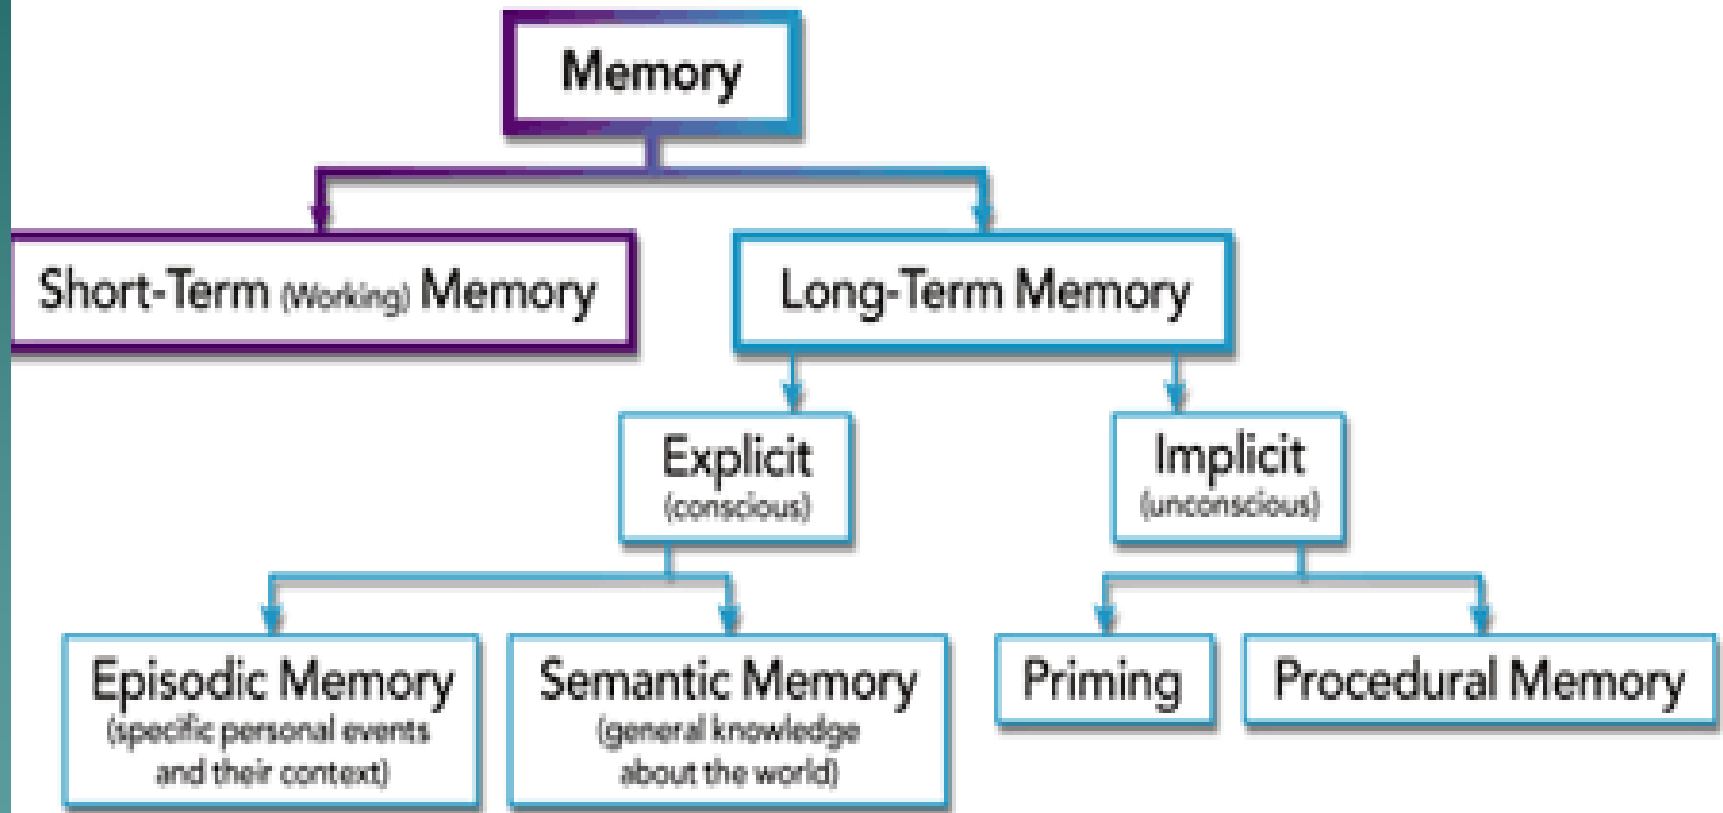 Memory
Short-Term (Working) Memory
Long-Term Memory
Explicit
(conscious)
Implicit
(unconscious)
Episodic Memory
(specific personal events
and their context)
Semantic Memory
(general knowledge
about the world)
Priming
Procedural Memory